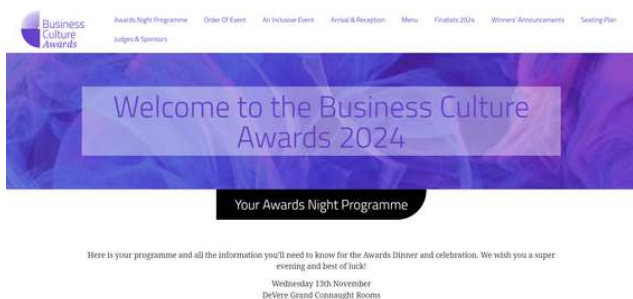 Business
Culture
Awards
Awards Night Programme Order Of Event An Inclusive Event Arrival & Reception Menu Finalists 2024 Winners' Announcements Seating Plan
Judges & Sponsors
Welcome to the Business Culture
Awards 2024
Your Awards Night Programme
Here is your programme and all the information you'll need to know for the Awards Dinner and celebration. We wish you a super
evening and best of luck!
Wednesday 13th November
DeVere Grand Connaught Rooms